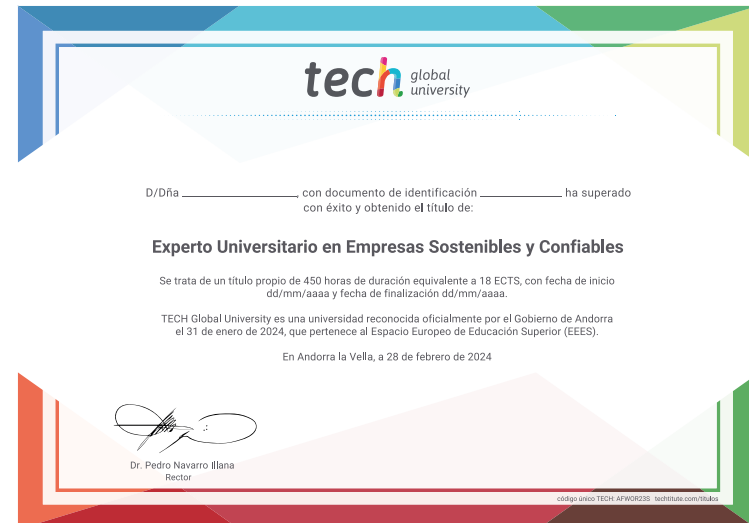 tech global university
D/Dña ____________, con documento de identificación ____________ ha superado
con éxito y obtenido el título de:
Experto Universitario en Empresas Sostenibles y Confiables
Se trata de un título propio de 450 horas de duración equivalente a 18 ECTS, con fecha de inicio
dd/mm/aaaa y fecha de finalización dd/mm/aaaa.
TECH Global University es una universidad reconocida oficialmente por el Gobierno de Andorra
el 31 de enero de 2024, que pertenece al Espacio Europeo de Educación Superior (EEES).
En Andorra la Vella, a 28 de febrero de 2024
Dr. Pedro Navarro Illana
Rector
código único TECH: AFWOR23S techtitute.com/titulos